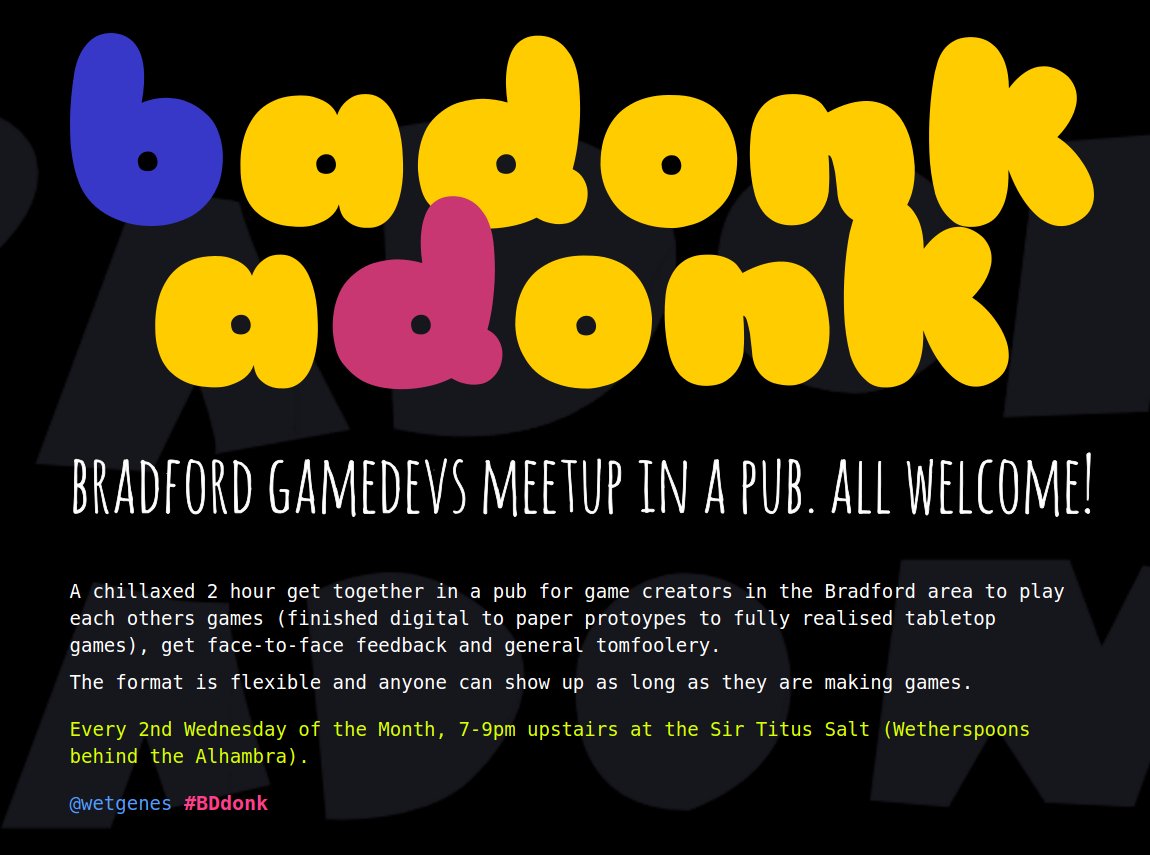 badonk
adonk
BRADFORD GAMEDEVS MEETUP IN A PUB. ALL WELCOME!
A chillaxed 2 hour get together in a pub for game creators in the Bradford area to play
each others games (finished digital to paper protoypes to fully realised tabletop
games), get face-to-face feedback and general tomfoolery.
The format is flexible and anyone can show up as long as they are making games.
Every 2nd Wednesday of the Month, 7-9pm upstairs at the Sir Titus Salt (Wetherspoons
behind the Alhambra).
@wetgenes #BDdonk